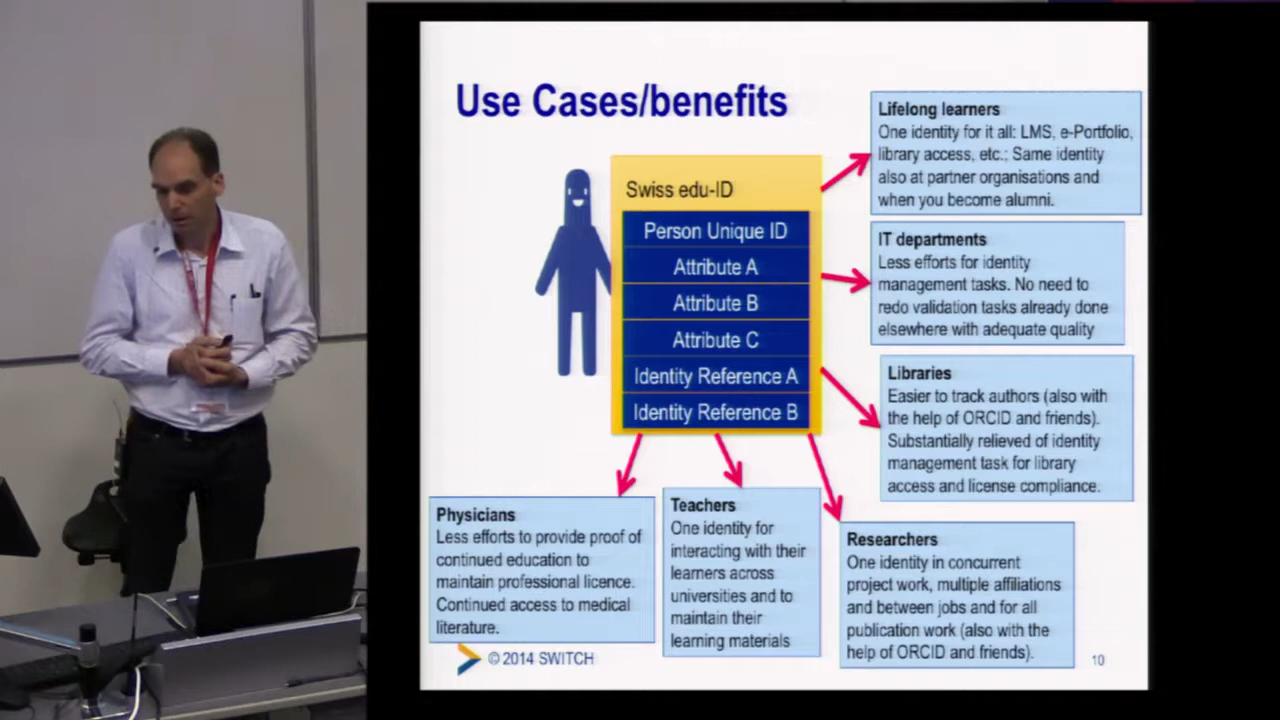 Use Cases/benefits
Swiss edu-ID
Person Unique ID
Attribute A
Attribute B
Attribute C
Identity Reference A
Identity Reference B
Lifelong learners
One identity for it all: LMS, e-Portfolio,
library access, etc.; Same identity
also at partner organisations and
when you become alumni.
IT departments
Less efforts for identity
management tasks. No need to
redo validation tasks already done
elsewhere with adequate quality
Libraries
Easier to track authors (also with
the help of ORCID and friends).
Substantially relieved of identity
management task for library
access and license compliance.
Physicians
Less efforts to provide proof of
continued education to
maintain professional licence.
Continued access to medical
literature.
Teachers
One identity for
interacting with their
learners across
universities and to
maintain their
learning materials
Researchers
One identity in concurrent
project work, multiple affiliations
and between jobs and for all
publication work (also with the
help of ORCID and friends).
© 2014 SWITCH
10